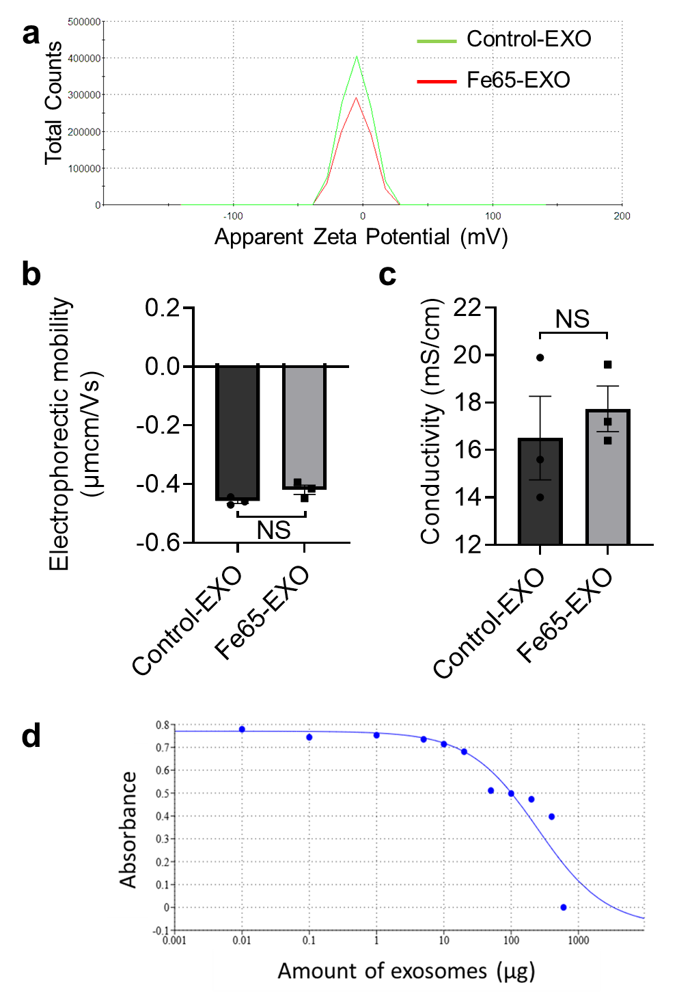 a
Total Counts
500000
400000
300000
200000
100000
0
-100
0
100
200
Apparent Zeta Potential (mV)
Control-EXO
Fe65-EXO
b
Electrophorectic mobility
(μmcm/Vs)
0.2
0.0
-0.2
-0.4
-0.6
NS
Control-EXO
Fe65-EXO
c
Conductivity (mS/cm)
22
20
18
16
14
12
NS
Control-EXO
Fe65-EXO
d
Absorbance
0.8
0.7
0.6
0.5
0.4
0.3
0.2
0.1
0
-0.1
0.001
0.01
0.1
1
10
100
1000
Amount of exosomes (μg)